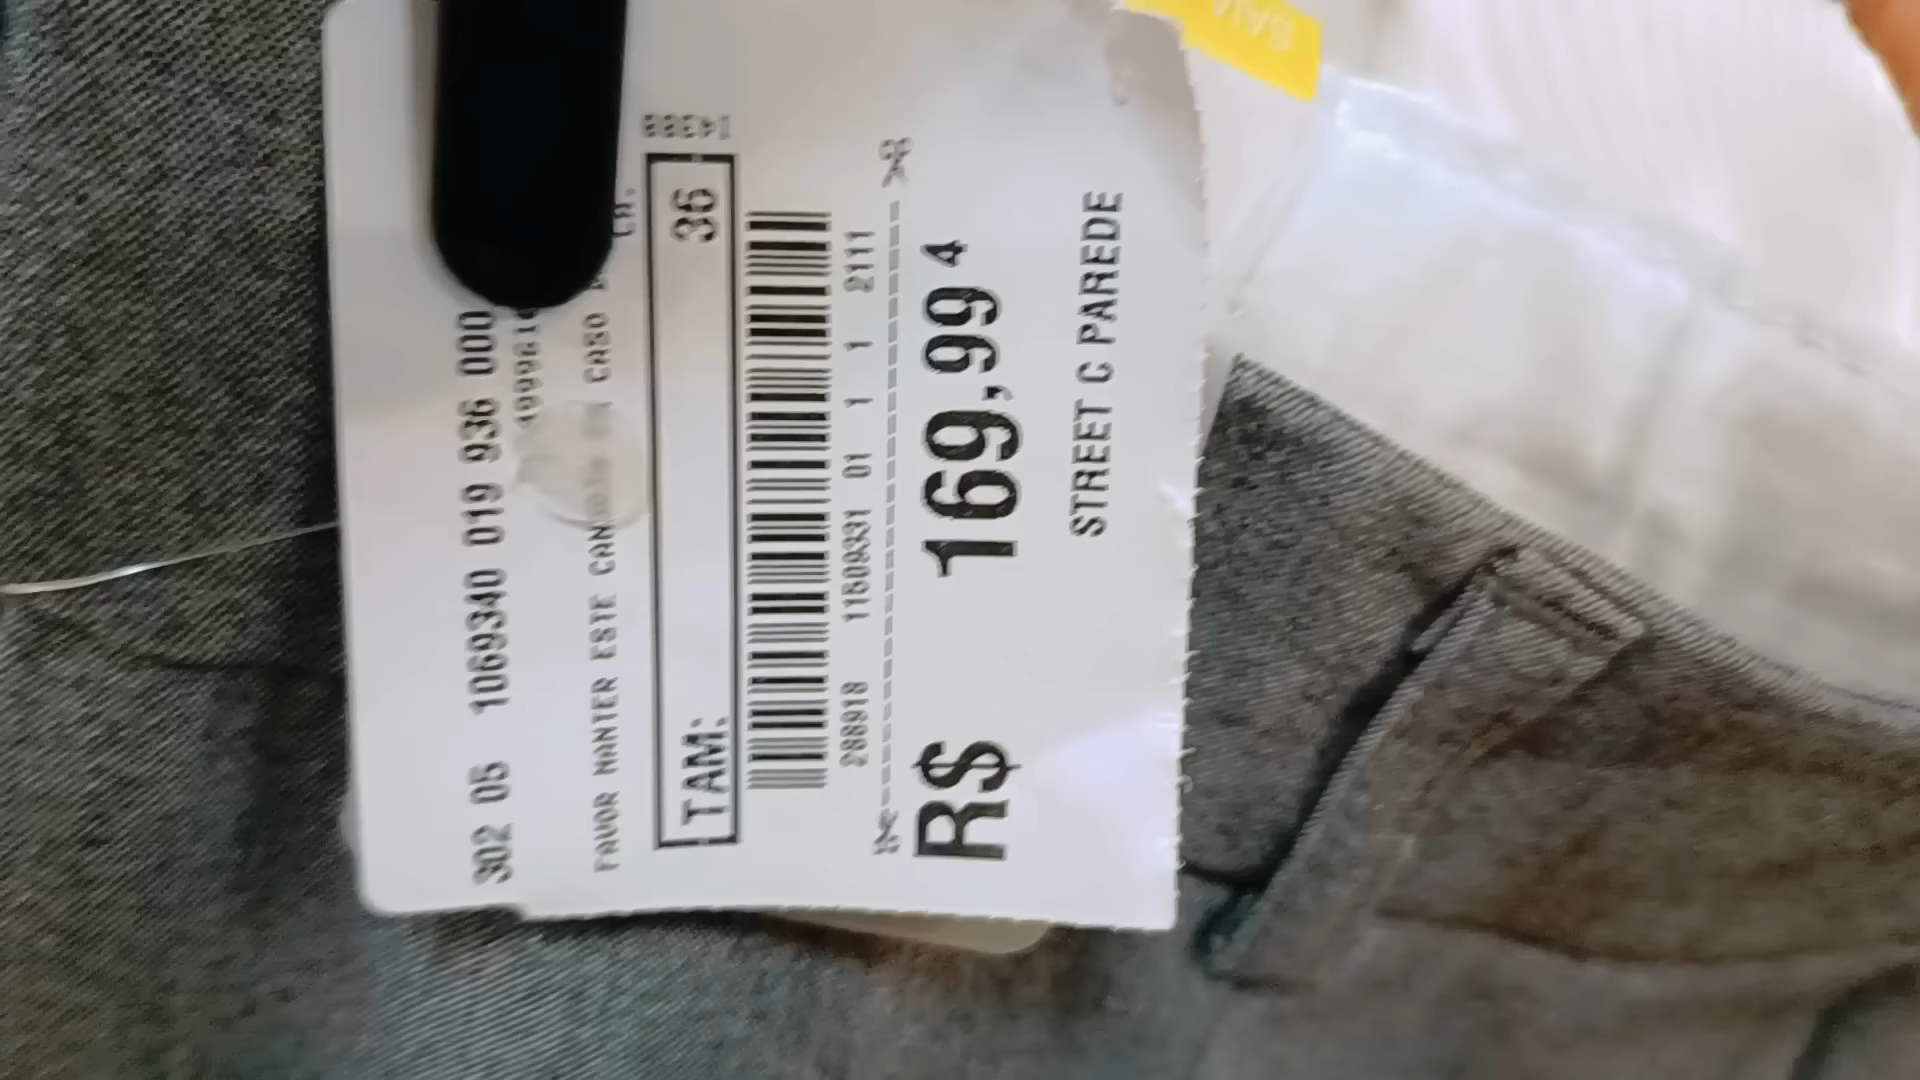 302 05 1069340 019 936 000
FAVOR MANTER ESTE CASO
TAM: 36
14388
288918 11509331 01 1 1 2111
R$ 169,99 4
STREET C PAREDE